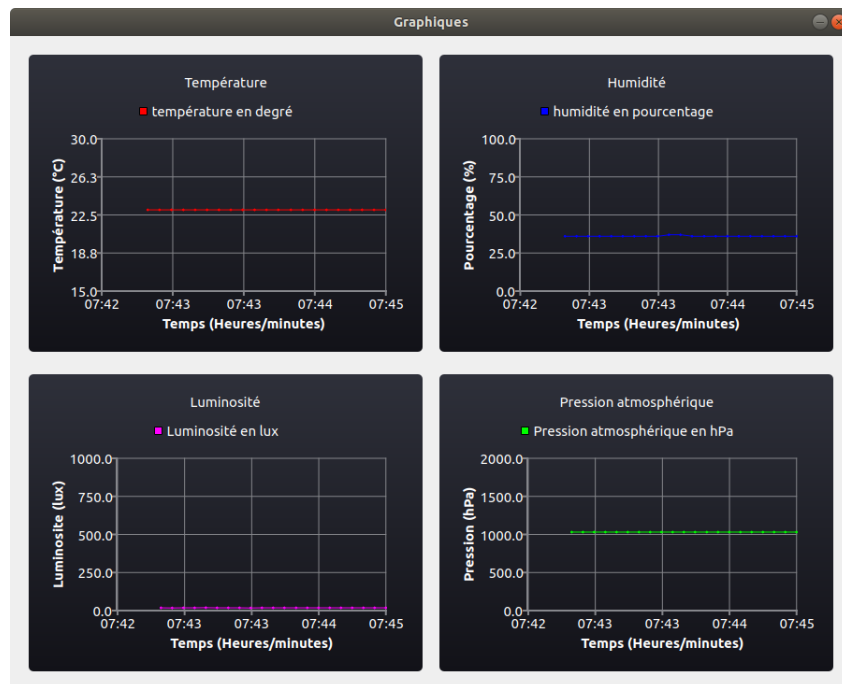 Graphiques
Température
température en degré
30.0
26.3
22.5
18.8
15.0
Température (°C)
07:42 07:43 07:43 07:44 07:45
Temps (Heures/minutes)
Humidité
humidité en pourcentage
100.0
75.0
50.0
25.0
0.0
Pourcentage (%)
07:42 07:43 07:43 07:44 07:45
Temps (Heures/minutes)
Luminosité
Luminosité en lux
1000.0
750.0
500.0
250.0
0.0
Luminosite (lux)
07:42 07:43 07:43 07:44 07:45
Temps (Heures/minutes)
Pression atmosphérique
Pression atmosphérique en hPa
2000.0
1500.0
1000.0
500.0
0.0
Pression (hPa)
07:42 07:43 07:43 07:44 07:45
Temps (Heures/minutes)